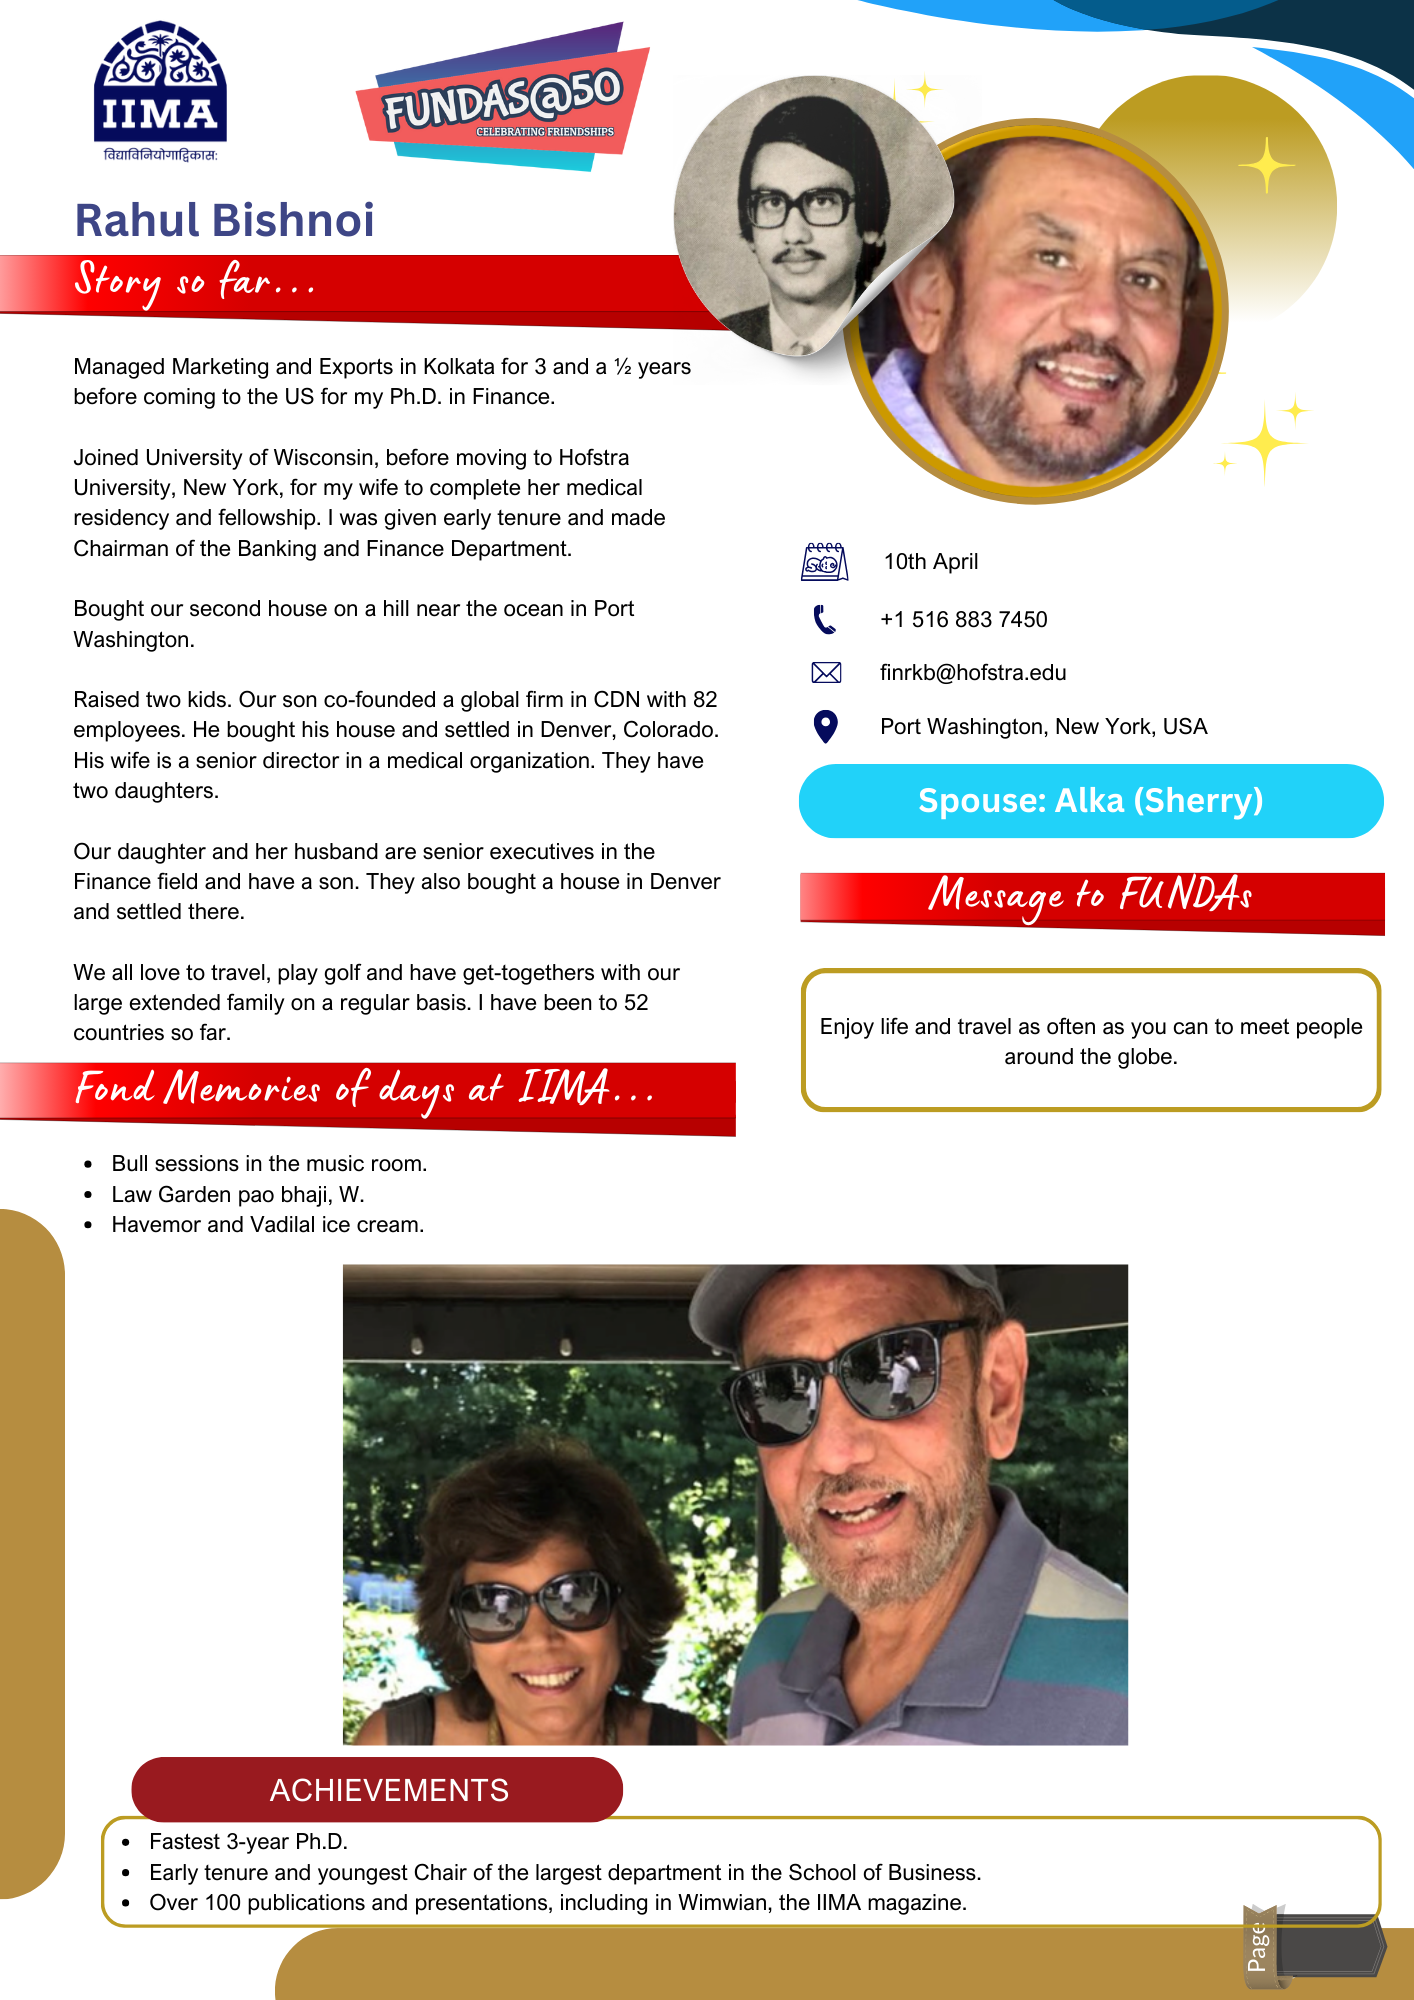 IIMA
विद्याविनियोगाद्विकास:
FUNDAS@50
CELEBRATING FRIENDSHIPS
Rahul Bishnoi
Story so far...
Managed Marketing and Exports in Kolkata for 3 and a ½ years
before coming to the US for my Ph.D. in Finance.
Joined University of Wisconsin, before moving to Hofstra
University, New York, for my wife to complete her medical
residency and fellowship. I was given early tenure and made
Chairman of the Banking and Finance Department.
Bought our second house on a hill near the ocean in Port
Washington.
Raised two kids. Our son co-founded a global firm in CDN with 82
employees. He bought his house and settled in Denver, Colorado.
His wife is a senior director in a medical organization. They have
two daughters.
Our daughter and her husband are senior executives in the
Finance field and have a son. They also bought a house in Denver
and settled there.
We all love to travel, play golf and have get-togethers with our
large extended family on a regular basis. I have been to 52
countries so far.
10th April
+1 516 883 7450
finrkb@hofstra.edu
Port Washington, New York, USA
Spouse: Alka (Sherry)
Message to FUNDAs
Enjoy life and travel as often as you can to meet people
around the globe.
Fond Memories of days at IIMA...
• Bull sessions in the music room.
• Law Garden pao bhaji, W.
• Havemor and Vadilal ice cream.
ACHIEVEMENTS
• Fastest 3-year Ph.D.
• Early tenure and youngest Chair of the largest department in the School of Business.
• Over 100 publications and presentations, including in Wimwian, the IIMA magazine.
Page